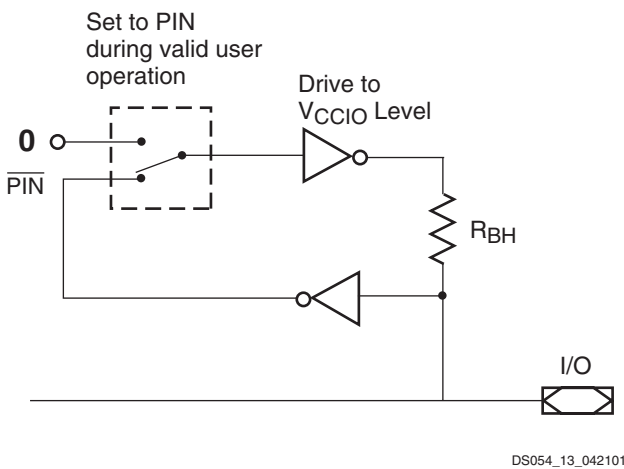 Set to PIN
during valid user
operation
Drive to
VCCIO Level
0
PIN
RBH
I/O
DS054_13_042101